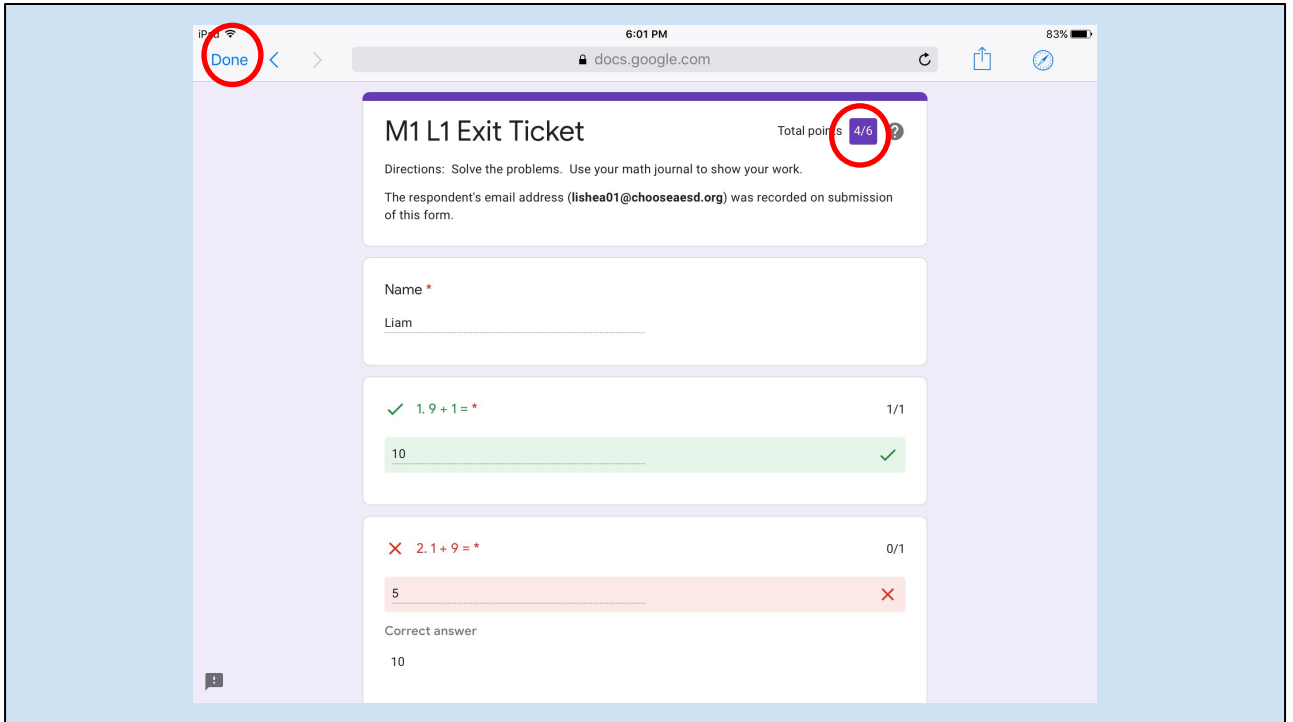 iPad 6:01 PM 83%
Done docs.google.com
M1 L1 Exit Ticket Total points 4/6 ?
Directions: Solve the problems. Use your math journal to show your work.
The respondent's email address (lishea01@chooseaesd.org) was recorded on submission
of this form.
Name *
Liam
1. 9 + 1 = * 1/1
10
2. 1 + 9 = * 0/1
5
Correct answer
10